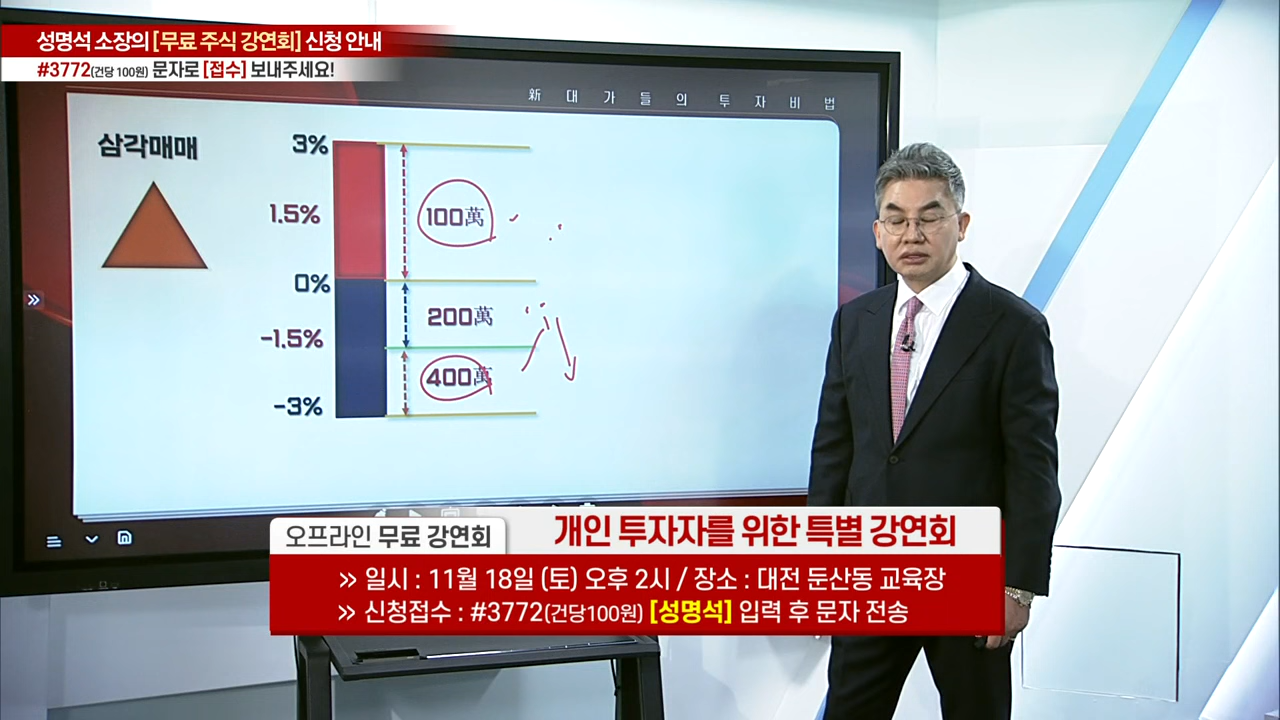 성명석 소장의 [무료 주식 강연회] 신청 안내
#3772(건당 100원) 문자로 [접수] 보내주세요!
新 대 가 들 의 투 자 비 법
삼각매매
3%
1.5%
100萬
0%
200萬
-1.5%
400萬
-3%
오프라인 무료 강연회
개인 투자자를 위한 특별 강연회
» 일시 : 11월 18일 (토) 오후 2시 / 장소 : 대전 둔산동 교육장
» 신청접수 : #3772(건당100원) [성명석] 입력 후 문자 전송